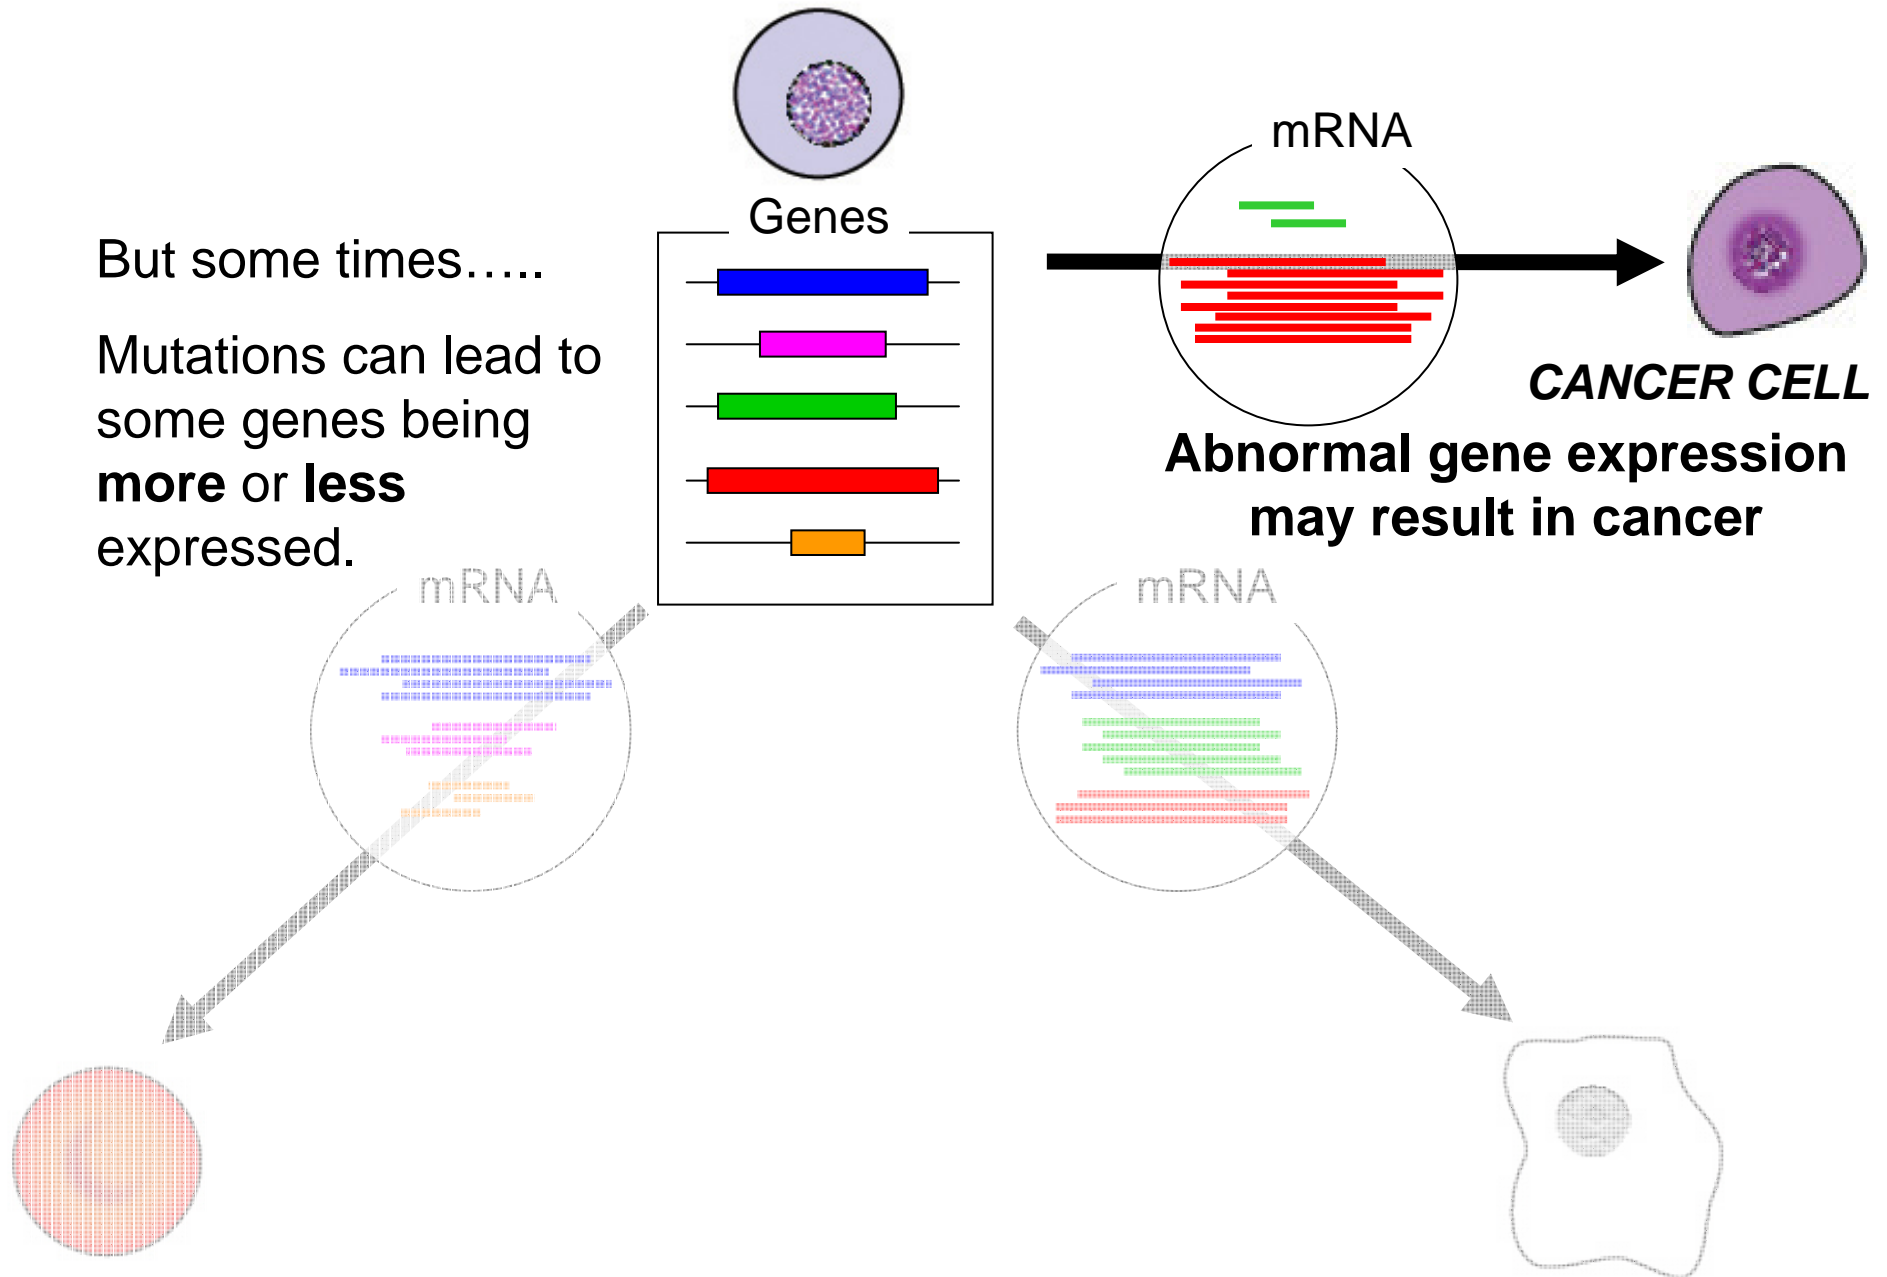 mRNA
Genes
But some times.....
Mutations can lead to
some genes being
more or less
expressed.
CANCER CELL
Abnormal gene expression
may result in cancer
mRNA
mRNA